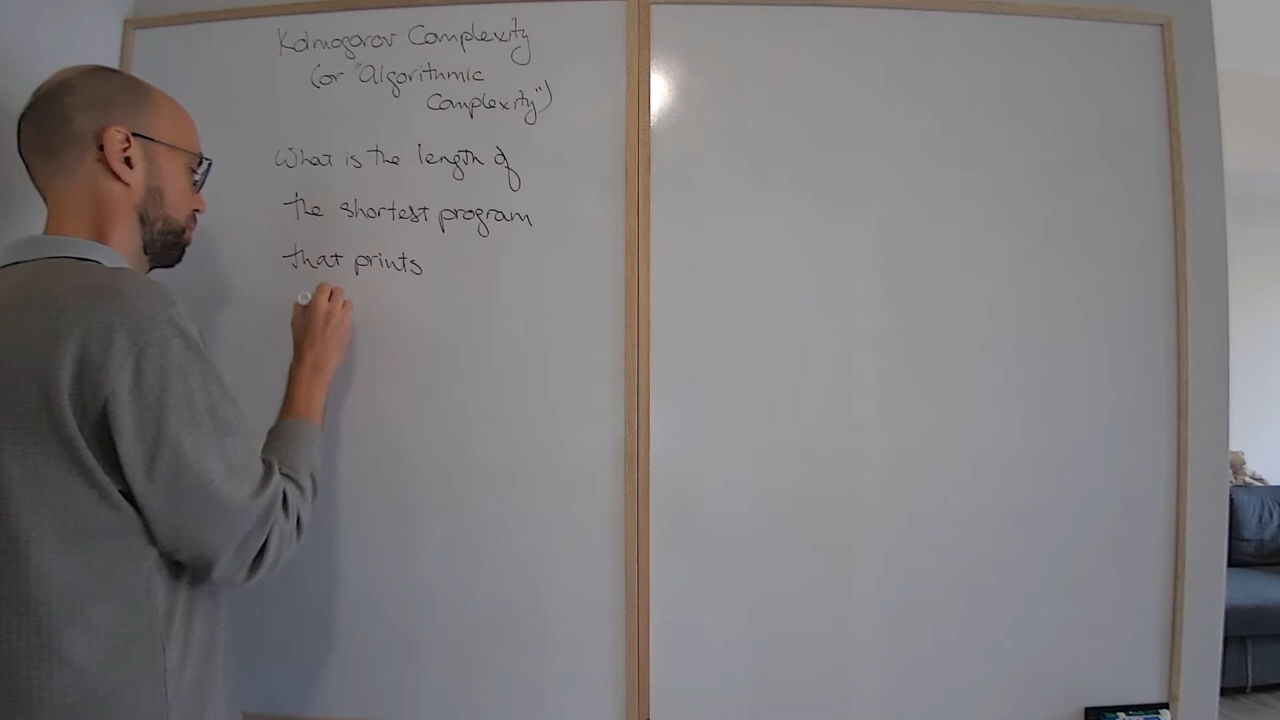 Kolmogorov Complexity
(or "Algorithmic
Complexity")
What is the length of
the shortest program
that prints